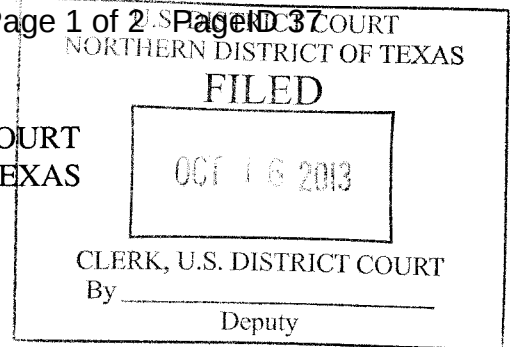 age 1 of 2 PageID 37
U.S. DISTRICT COURT
NORTHERN DISTRICT OF TEXAS
FILED
OURT
EXAS
OCT 16 2013
CLERK, U.S. DISTRICT COURT
By
Deputy